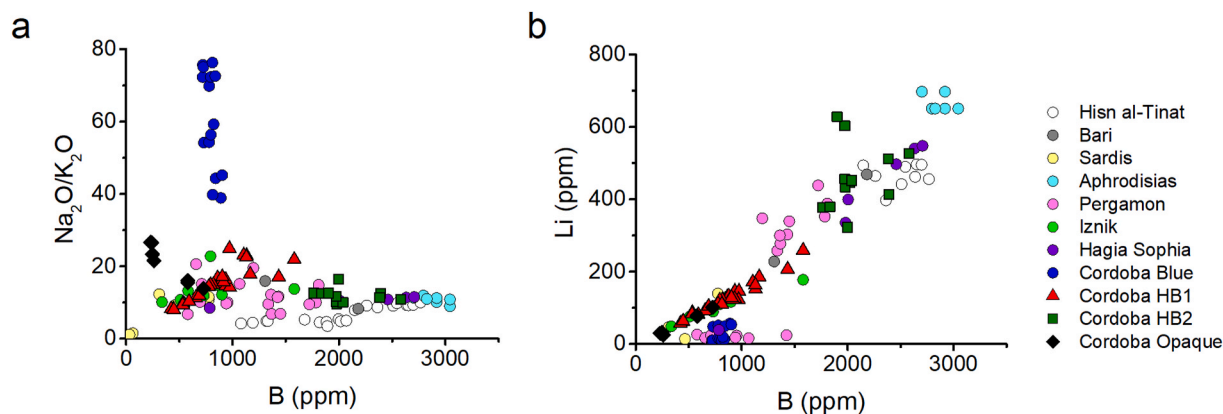 a
80
60
40
20
0
Na₂O/K₂O
0 1000 2000 3000
B (ppm)
b
800
600
400
200
0
Li (ppm)
0 1000 2000 3000
B (ppm)
Hisn al-Tinat
Bari
Sardis
Aphrodisias
Pergamon
Iznik
Hagia Sophia
Cordoba Blue
Cordoba HB1
Cordoba HB2
Cordoba Opaque